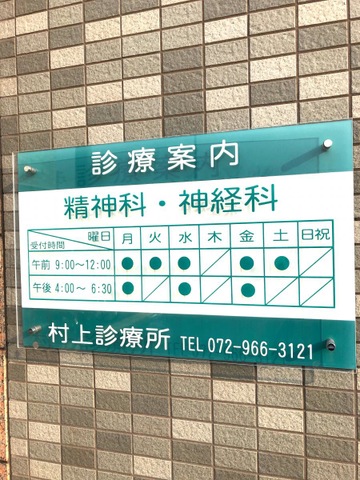 診療案内
精神科・神経科
曜日 受付時間 月 火 水 木 金 土 日祝
午前 9:00～12:00 ● ● ● ／ ● ● ／
午後 4:00～ 6:30 ● ／ ● ／ ● ／ ／
村上診療所 TEL 072-966-3121